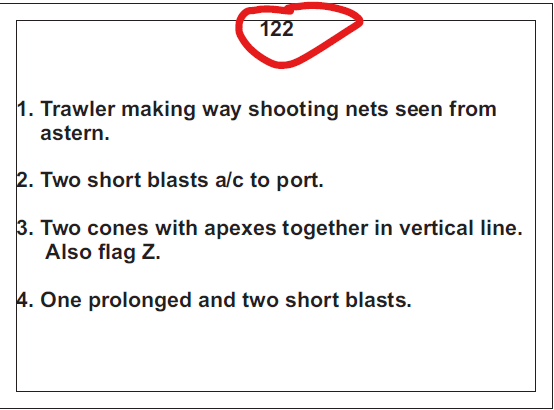 122
1. Trawler making way shooting nets seen from
astern.
2. Two short blasts a/c to port.
3. Two cones with apexes together in vertical line.
Also flag Z.
4. One prolonged and two short blasts.